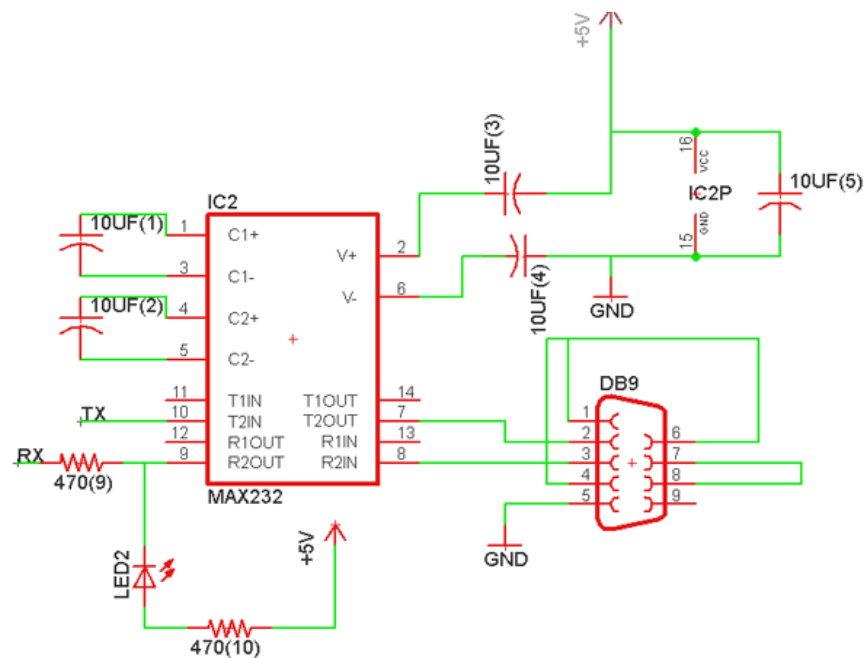 +5V
10UF(3)
16
VCC
IC2P
GND
15
10UF(5)
10UF(4)
GND
IC2
10UF(1)
1
C1+
3
C1-
10UF(2)
4
C2+
5
C2-
V+
2
V-
6
11
T1IN
T1OUT
14
TX
10
T2IN
T2OUT
7
12
R1OUT
R1IN
13
RX
9
R2OUT
R2IN
8
470(9)
MAX232
DB9
1
2
6
3
7
4
8
5
9
GND
LED2
+5V
470(10)